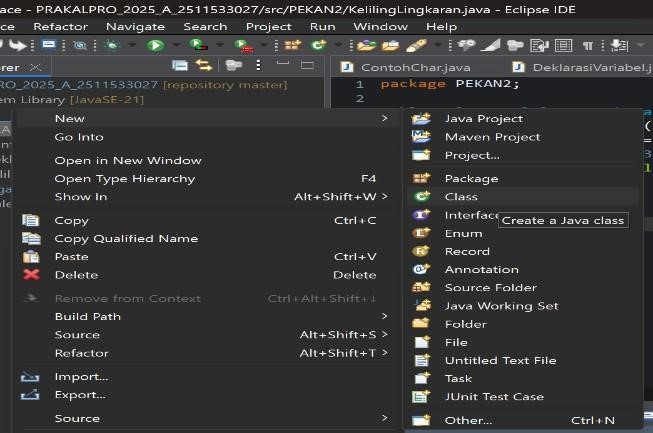 ace - PRAKALPRO_2025_A_2511533027/src/PEKAN2/KelilingLingkaran.java - Eclipse IDE
Refactor Navigate Search Project Run Window Help
orer
RO_2025_A_2511533027 [repository master]
em Library [JavaSE-21]
ContohChar.java
DeklarasiVariabel.j
1 package PEKAN2;
2
New >
Go Into
Open in New Window
Open Type Hierarchy F4
Show In Alt+Shift+W >
Copy Ctrl+C
Copy Qualified Name
Paste Ctrl+V
Delete Delete
Remove from Context Ctrl+Alt+Shift+↓
Build Path >
Source Alt+Shift+S >
Refactor Alt+Shift+T >
Import...
Export...
Source >
Java Project
Maven Project
Project...
Package
Class
Interface
Create a Java class
Enum
Record
Annotation
Source Folder
Java Working Set
Folder
File
Untitled Text File
Task
JUnit Test Case
Other... Ctrl+N